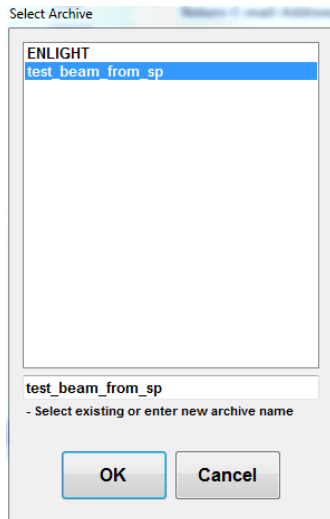 Select Archive
ENLIGHT
test_beam_from_sp
test_beam_from_sp
- Select existing or enter new archive name
OK
Cancel